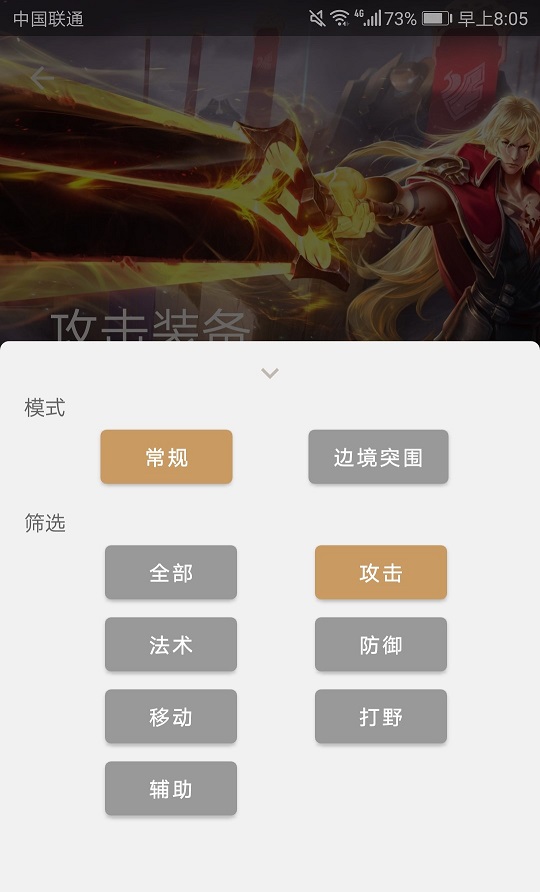 中国联通 4G 73% 早上8:05
攻击装备
模式
常规 边境突围
筛选
全部 攻击
法术 防御
移动 打野
辅助